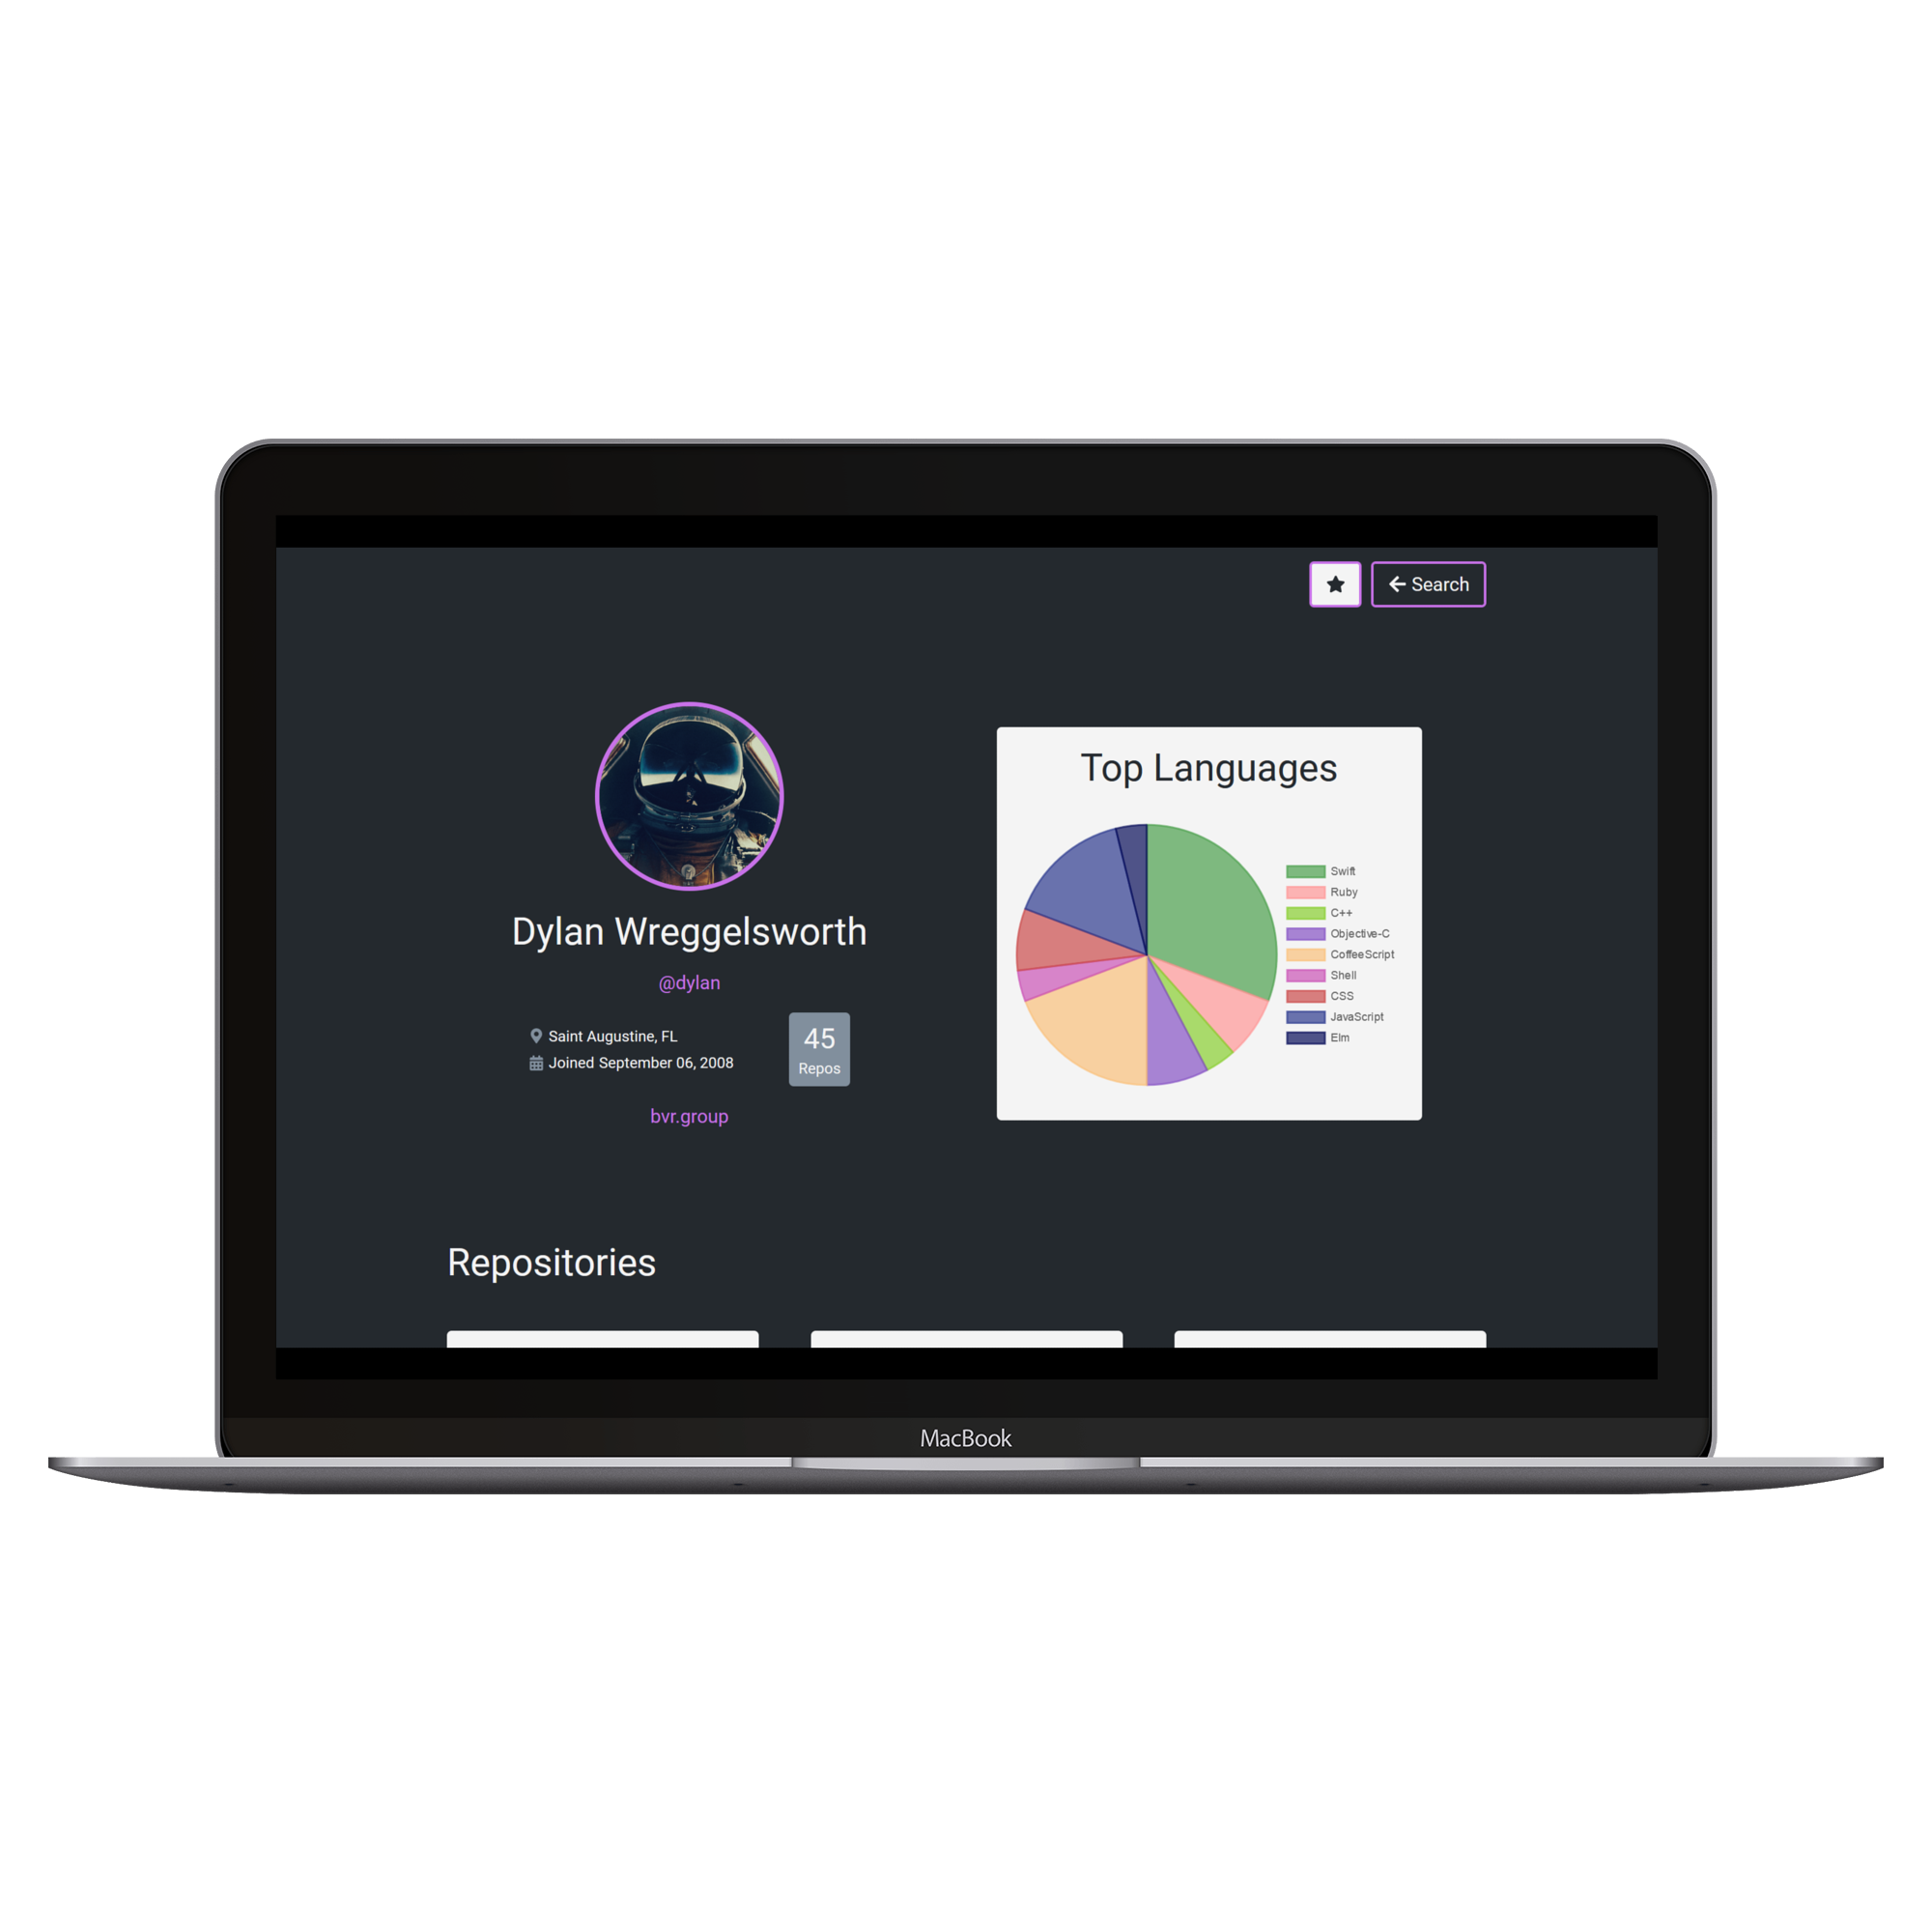 Search
Dylan Wreggelsworth
@dylan
Saint Augustine, FL
Joined September 06, 2008
45
Repos
bvr.group
Top Languages
Swift
Ruby
C++
Objective-C
CoffeeScript
Shell
CSS
JavaScript
Elm
Repositories
MacBook